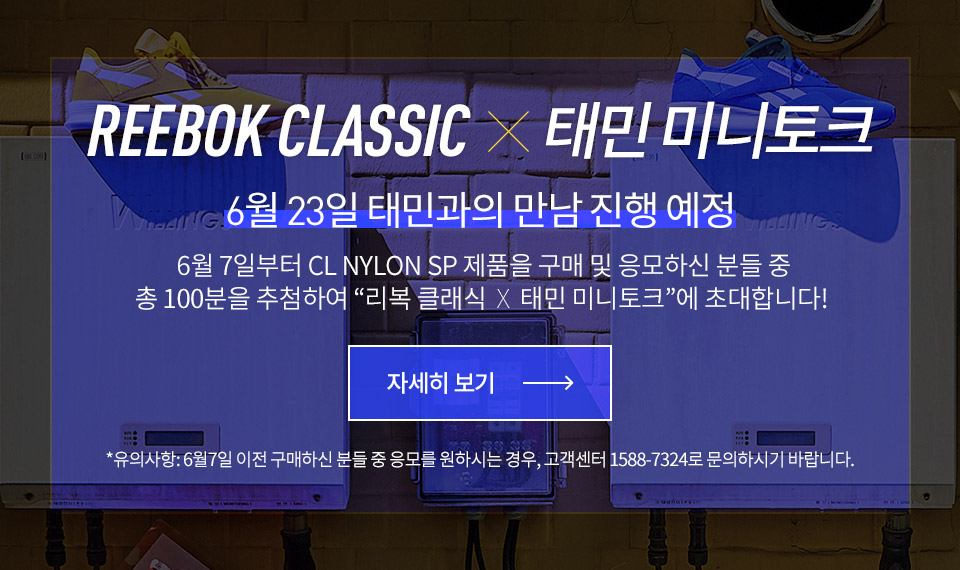 REEBOK CLASSIC X 태민 미니토크
6월 23일 태민과의 만남 진행 예정
6월 7일부터 CL NYLON SP 제품을 구매 및 응모하신 분들 중
총 100분을 추첨하여 “리복 클래식 X 태민 미니토크”에 초대합니다!
자세히 보기
*유의사항: 6월7일 이전 구매하신 분들 중 응모를 원하시는 경우, 고객센터 1588-7324로 문의하시기 바랍니다.